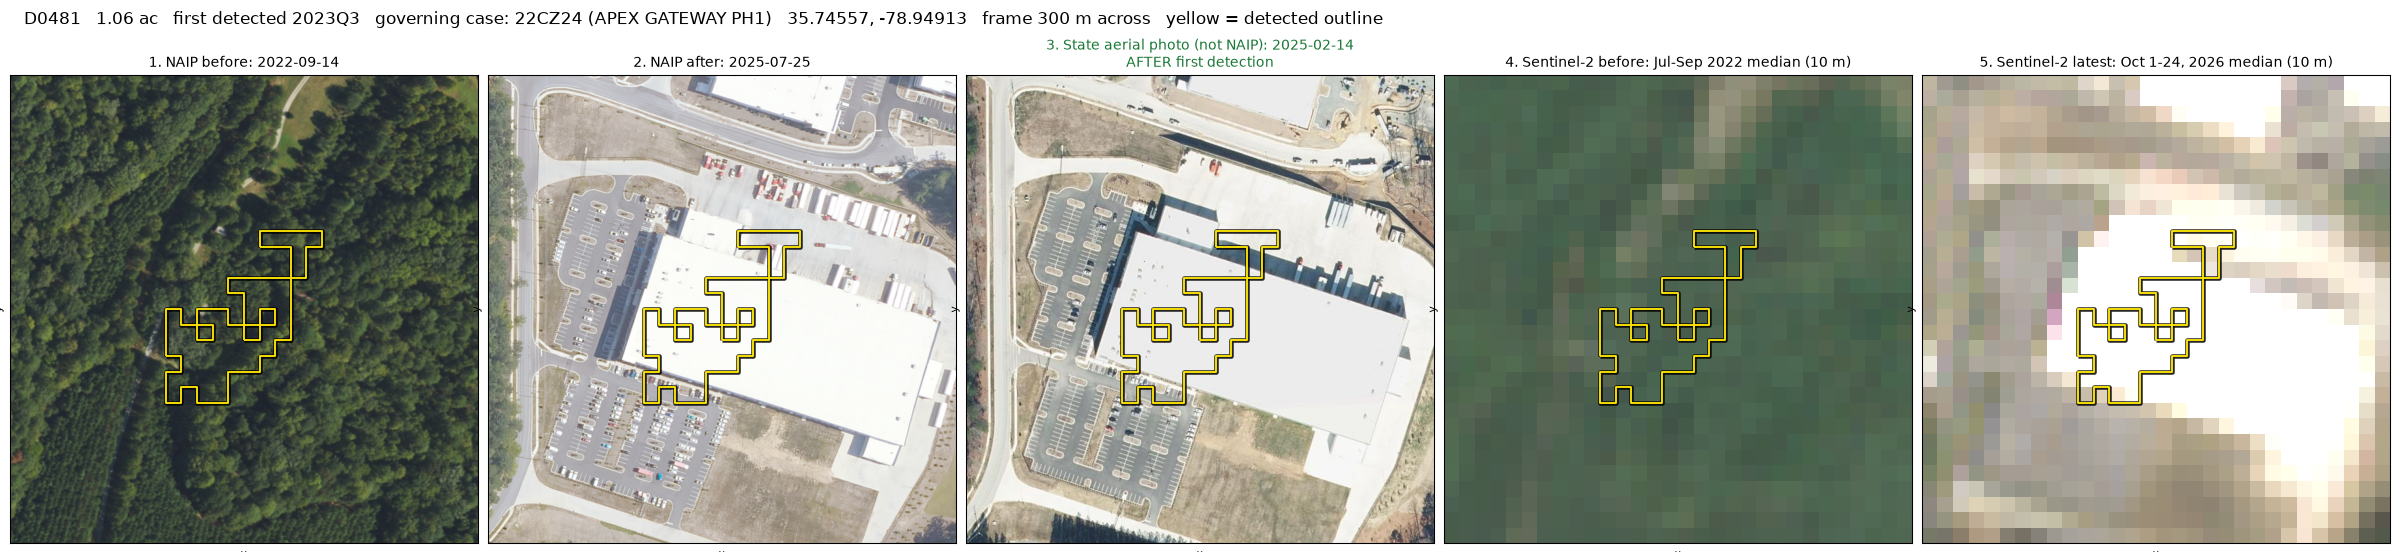 D0481   1.06 ac   first detected 2023Q3   governing case: 22CZ24 (APEX GATEWAY PH1)   35.74557, -78.94913   frame 300 m across   yellow = detected outline
1. NAIP before: 2022-09-14
2. NAIP after: 2025-07-25
3. State aerial photo (not NAIP): 2025-02-14
AFTER first detection
4. Sentinel-2 before: Jul-Sep 2022 median (10 m)
5. Sentinel-2 latest: Oct 1-24, 2026 median (10 m)